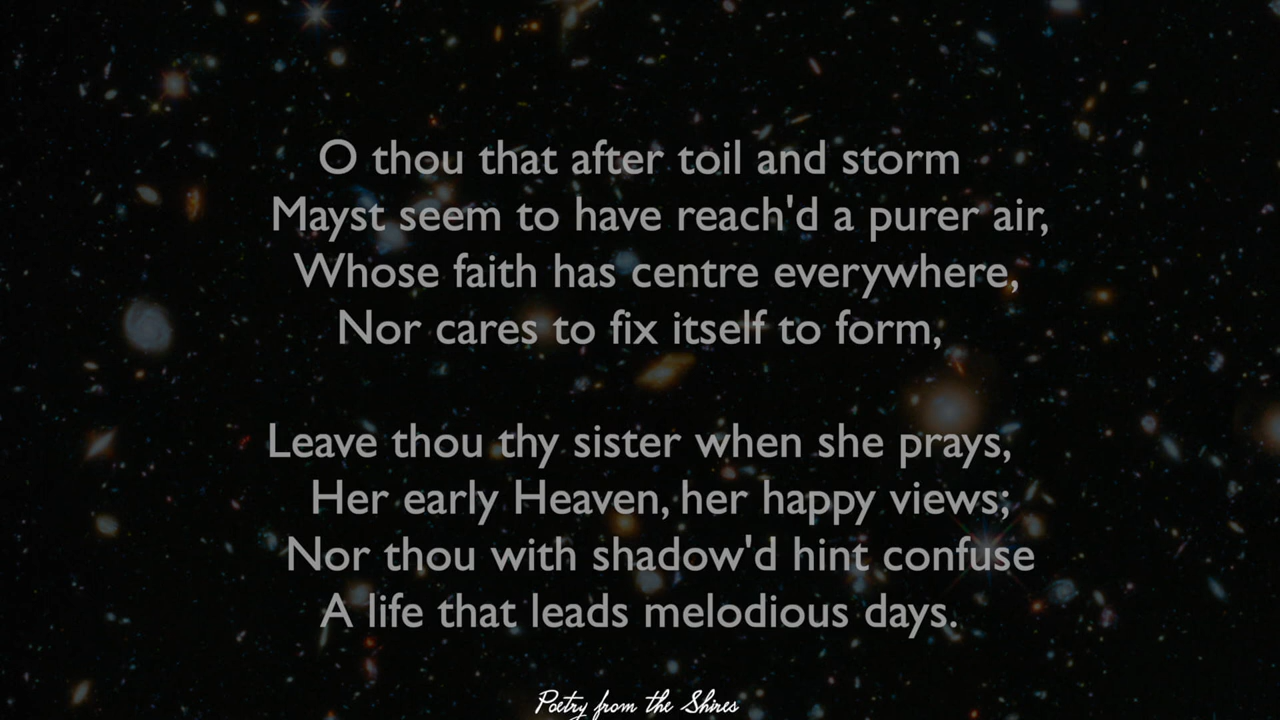 O thou that after toil and storm
Mayst seem to have reach'd a purer air,
Whose faith has centre everywhere,
Nor cares to fix itself to form,
Leave thou thy sister when she prays,
Her early Heaven, her happy views;
Nor thou with shadow'd hint confuse
A life that leads melodious days.
Poetry from the Shires